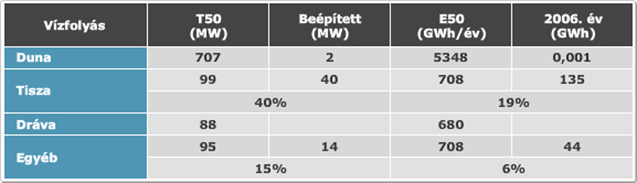 Vízfolyás T50 (MW) Beépített (MW) E50 (GWh/év) 2006. év (GWh)
Duna 707 2 5348 0,001
Tisza 99 40 708 135
40% 19%
Dráva 88 680
Egyéb 95 14 708 44
15% 6%